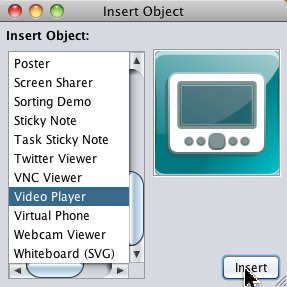 Insert Object
Insert Object:
Poster
Screen Sharer
Sorting Demo
Sticky Note
Task Sticky Note
Twitter Viewer
VNC Viewer
Video Player
Virtual Phone
Webcam Viewer
Whiteboard (SVG)
Insert